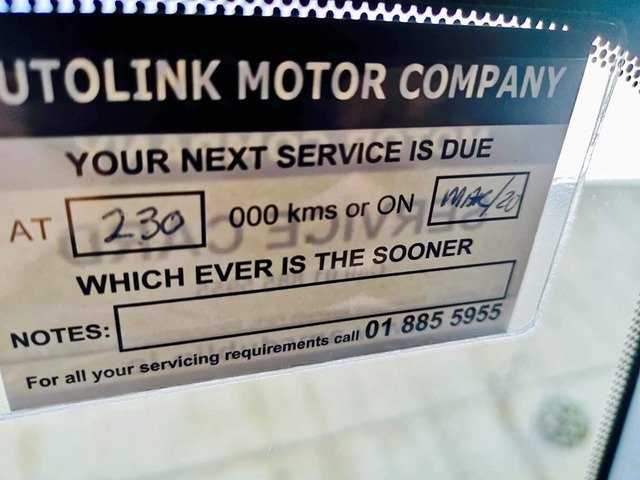 UTOLINK MOTOR COMPANY
YOUR NEXT SERVICE IS DUE
AT 230 000 kms or ON MAR/20
WHICH EVER IS THE SOONER
NOTES:
For all your servicing requirements call 01 885 5955